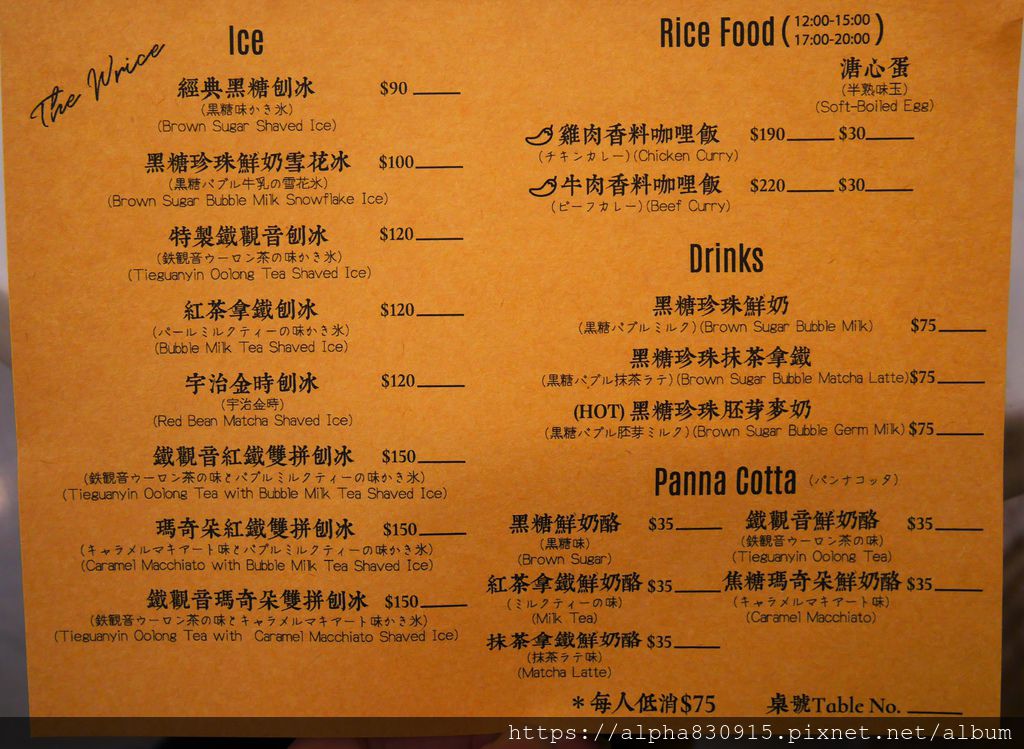 The Wrice
Ice
經典黑糖刨冰 $90
(黒糖味かき氷)
(Brown Sugar Shaved Ice)
黑糖珍珠鮮奶雪花冰 $100
(黒糖バブル牛乳の雪花氷)
(Brown Sugar Bubble Milk Snowflake Ice)
特製鐵觀音刨冰 $120
(鉄観音ウーロン茶の味かき氷)
(Tieguanyin Oolong Tea Shaved Ice)
紅茶拿鐵刨冰 $120
(パールミルクティーの味かき氷)
(Bubble Milk Tea Shaved Ice)
宇治金時刨冰 $120
(宇治金時)
(Red Bean Matcha Shaved Ice)
鐵觀音紅鐵雙拼刨冰 $150
(鉄観音ウーロン茶の味とバブルミルクティーの味かき氷)
(Tieguanyin Oolong Tea with Bubble Milk Tea Shaved Ice)
瑪奇朵紅鐵雙拼刨冰 $150
(キャラメルマキアート味とバブルミルクティーの味かき氷)
(Caramel Macchiato with Bubble Milk Tea Shaved Ice)
鐵觀音瑪奇朵雙拼刨冰 $150
(鉄観音ウーロン茶の味とキャラメルマキアート味かき氷)
(Tieguanyin Oolong Tea with Caramel Macchiato Shaved Ice)
Rice Food (12:00-15:00
17:00-20:00)
溏心蛋
(半熟味玉)
(Soft-Boiled Egg)
雞肉香料咖哩飯 $190 $30
(チキンカレー)(Chicken Curry)
牛肉香料咖哩飯 $220 $30
(ビーフカレー)(Beef Curry)
Drinks
黑糖珍珠鮮奶
(黒糖バブルミルク)(Brown Sugar Bubble Milk) $75
黑糖珍珠抹茶拿鐵
(黒糖バブル抹茶ラテ)(Brown Sugar Bubble Matcha Latte) $75
(HOT) 黑糖珍珠胚芽麥奶
(黒糖バブル胚芽ミルク)(Brown Sugar Bubble Germ Milk) $75
Panna Cotta (パンナコッタ)
黑糖鮮奶酪 $35 鐵觀音鮮奶酪 $35
(黒糖味) (鉄観音ウーロン茶の味)
(Brown Sugar) (Tieguanyin Oolong Tea)
紅茶拿鐵鮮奶酪 $35 焦糖瑪奇朵鮮奶酪 $35
(ミルクティーの味) (キャラメルマキアート味)
(Milk Tea) (Caramel Macchiato)
抹茶拿鐵鮮奶酪 $35
(抹茶ラテ味)
(Matcha Latte)
*每人低消$75 桌號Table No.
https://alpha830915.pixnet.net/album